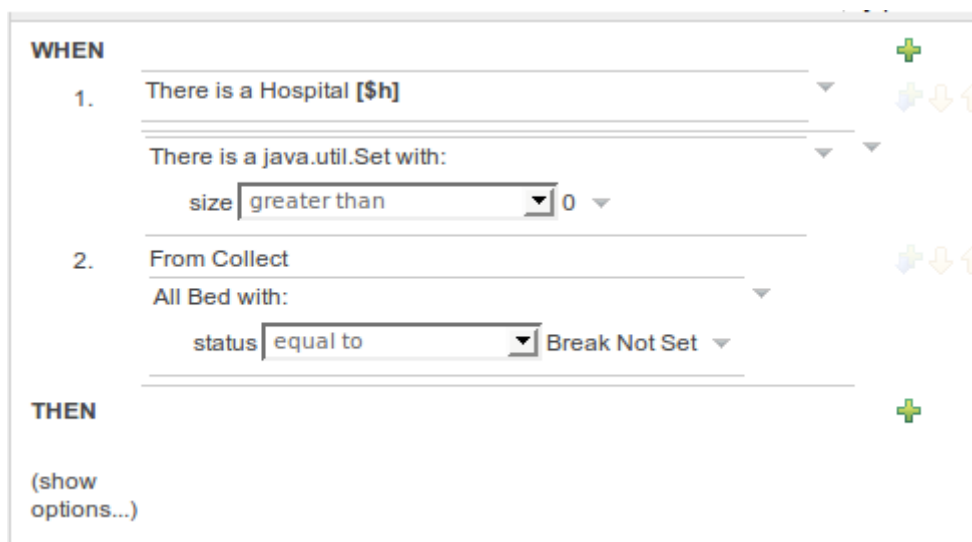 WHEN
1. There is a Hospital [$h]
There is a java.util.Set with:
size greater than 0
2. From Collect
All Bed with:
status equal to Break Not Set
THEN
(show
options...)